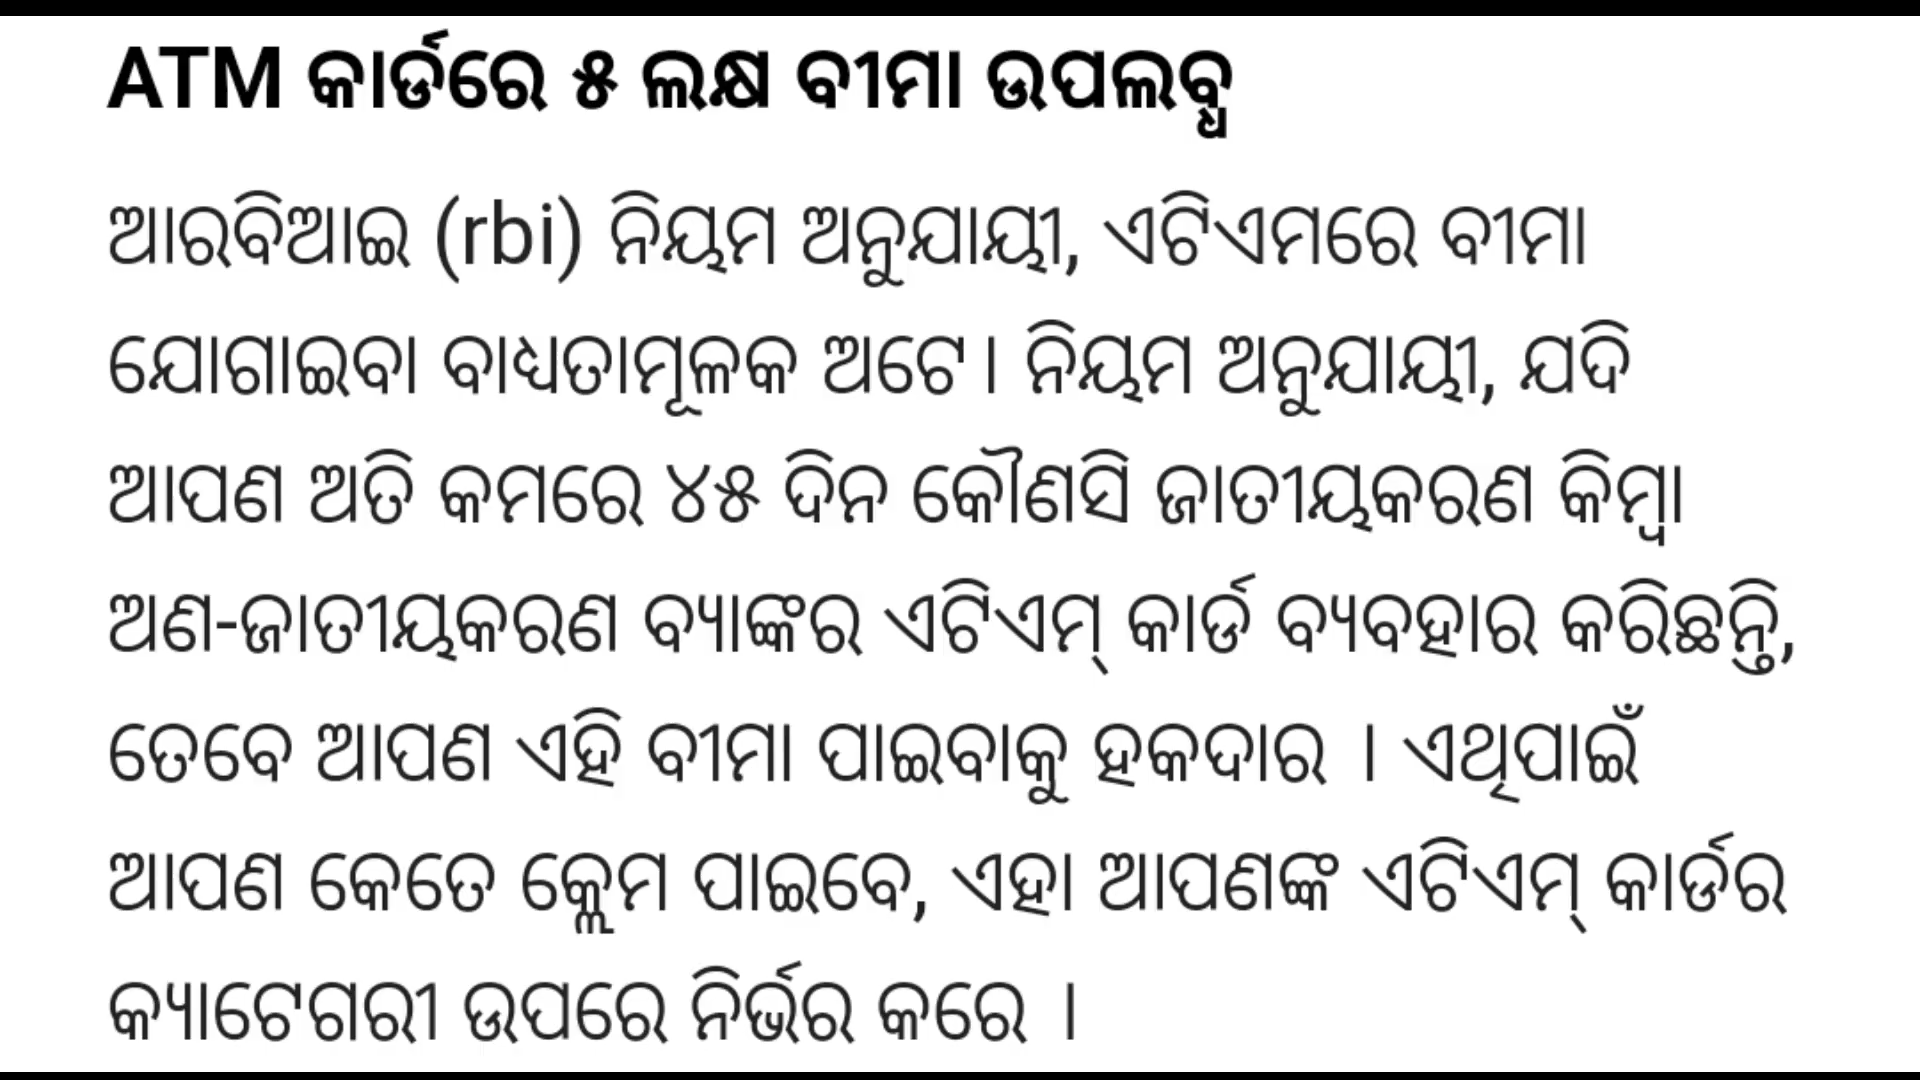 ATM କାର୍ଡରେ ୫ ଲକ୍ଷ ବୀମା ଉପଲବ୍ଧ
ଆରବିଆଇ (rbi) ନିୟମ ଅନୁଯାୟୀ, ଏଟିଏମରେ ବୀମା
ଯୋଗାଇବା ବାଧ୍ୟତାମୂଳକ ଅଟେ । ନିୟମ ଅନୁଯାୟୀ, ଯଦି
ଆପଣ ଅତି କମରେ ୪୫ ଦିନ କୌଣସି ଜାତୀୟକରଣ କିମ୍ବା
ଅଣ-ଜାତୀୟକରଣ ବ୍ୟାଙ୍କର ଏଟିଏମ୍ କାର୍ଡ ବ୍ୟବହାର କରିଛନ୍ତି,
ତେବେ ଆପଣ ଏହି ବୀମା ପାଇବାକୁ ହକଦାର । ଏଥିପାଇଁ
ଆପଣ କେତେ କ୍ଲେମ ପାଇବେ, ଏହା ଆପଣଙ୍କ ଏଟିଏମ୍ କାର୍ଡର
କ୍ୟାଟେଗରୀ ଉପରେ ନିର୍ଭର କରେ ।